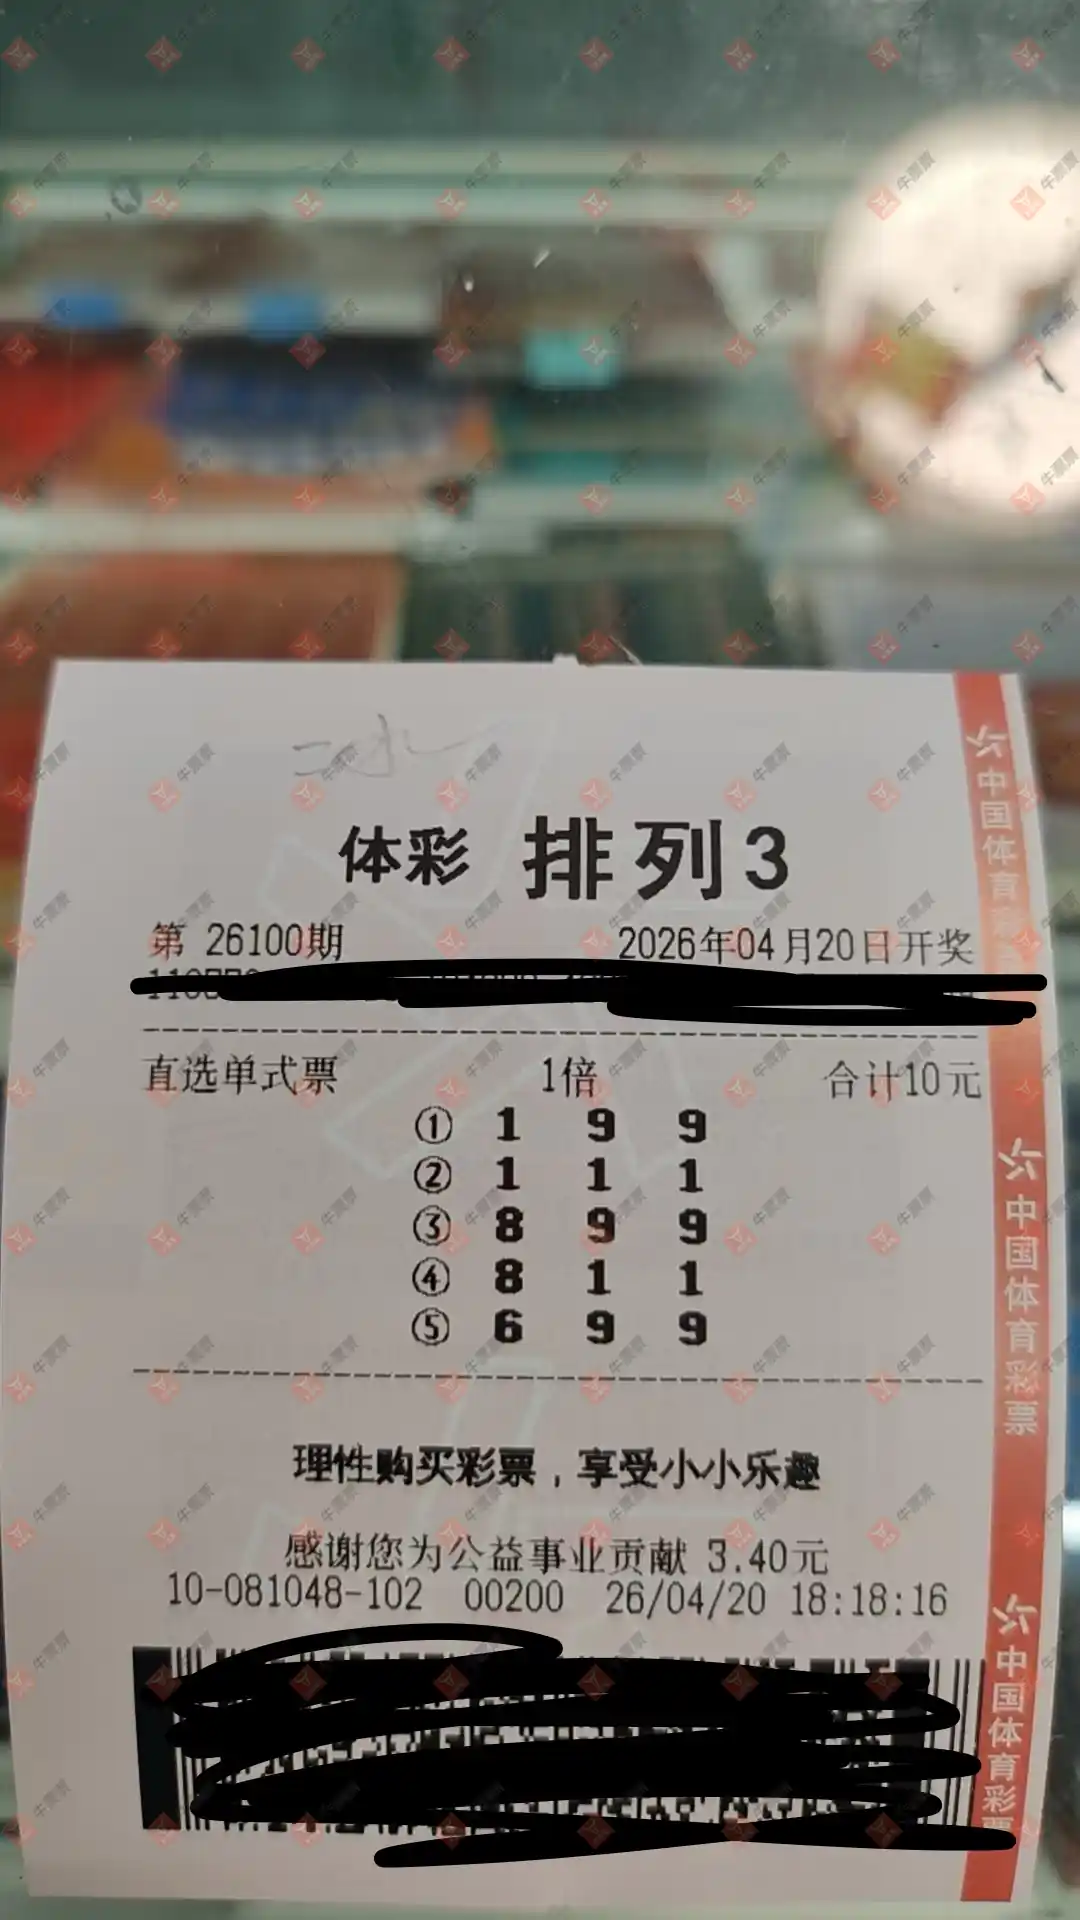 体彩 排列3
第 26100期 2026年04月20日开奖
直选单式票 1倍 合计10元
① 1 9 9
② 1 1 1
③ 8 9 9
④ 8 1 1
⑤ 6 9 9
理性购买彩票，享受小小乐趣
感谢您为公益事业贡献 3.40元
10-081048-102 00200 26/04/20 18:18:16
中国体育彩票
中国体育彩票
中国体育彩票
牛票票